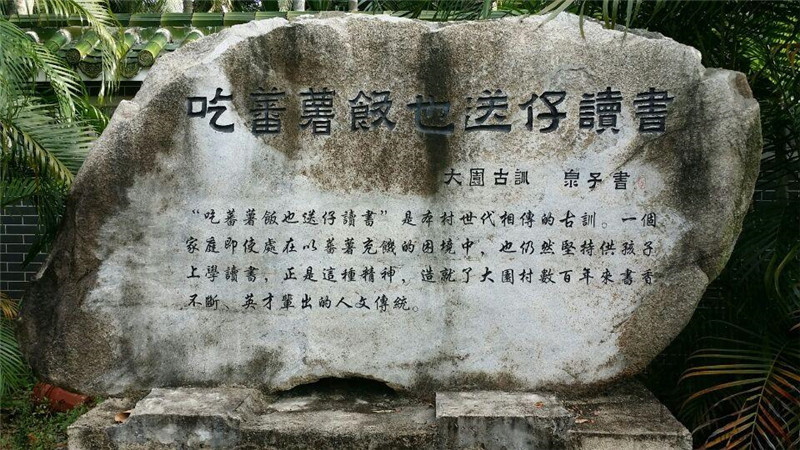 吃蕃薯飯也送仔讀書
大園古訓 泉子書
“吃蕃薯飯也送仔讀書”是本村世代相傳的古訓。一個
家庭即使處在以蕃薯充饑的困境中，也仍然堅持供孩子
上學讀書，正是這種精神，造就了大園村數百年來書香
不斷、英才輩出的人文傳統。